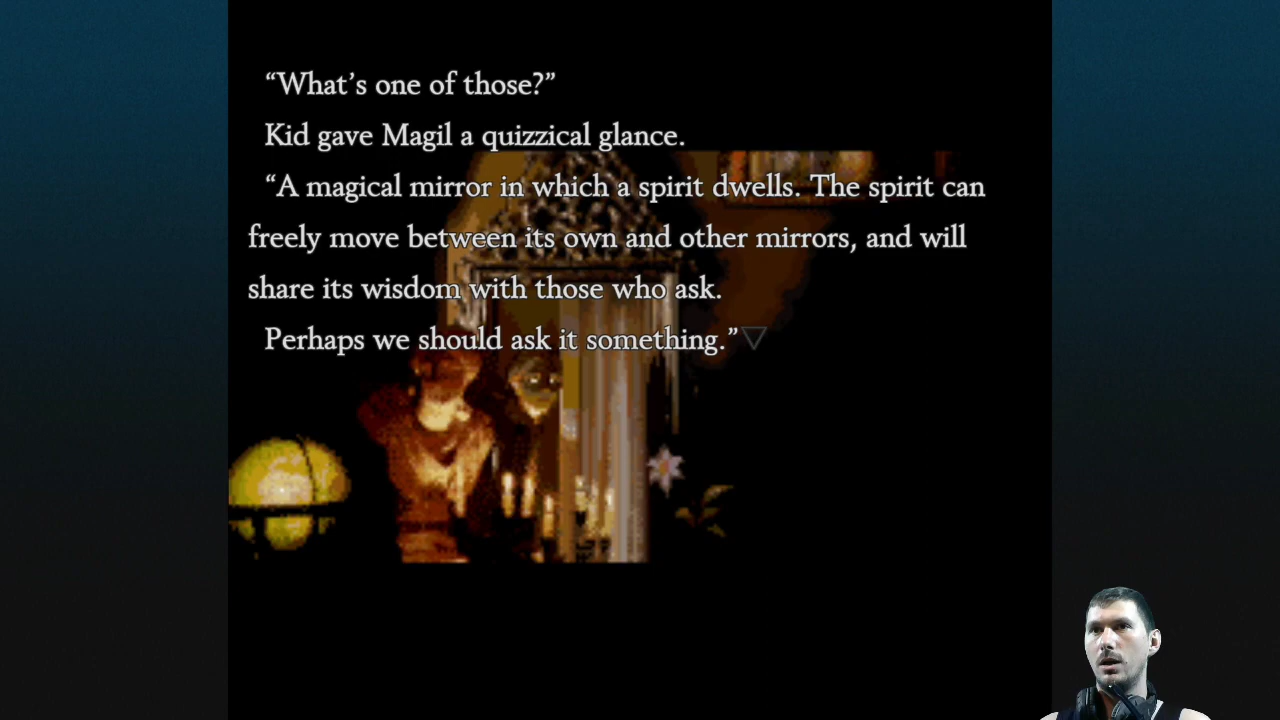 “What’s one of those?”
Kid gave Magil a quizzical glance.
“A magical mirror in which a spirit dwells. The spirit can
freely move between its own and other mirrors, and will
share its wisdom with those who ask.
Perhaps we should ask it something.”